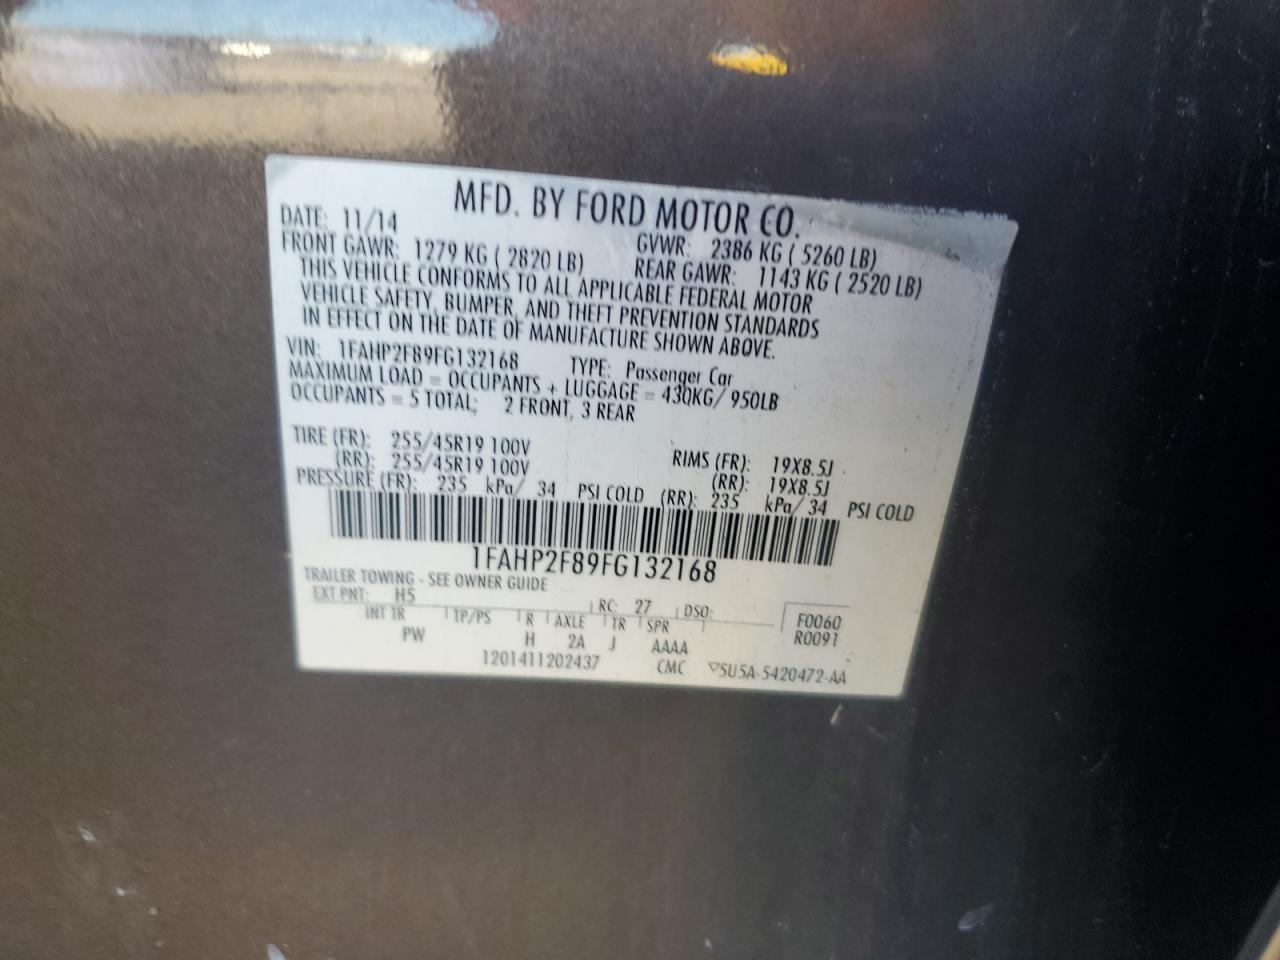 MFD. BY FORD MOTOR CO.
DATE: 11/14 GVWR: 2386 KG ( 5260 LB)
FRONT GAWR: 1279 KG ( 2820 LB) REAR GAWR: 1143 KG ( 2520 LB)
THIS VEHICLE CONFORMS TO ALL APPLICABLE FEDERAL MOTOR
VEHICLE SAFETY, BUMPER, AND THEFT PREVENTION STANDARDS
IN EFFECT ON THE DATE OF MANUFACTURE SHOWN ABOVE.
VIN: 1FAHP2F89FG132168 TYPE: Passenger Car
MAXIMUM LOAD = OCCUPANTS + LUGGAGE = 430KG/ 950LB
OCCUPANTS = 5 TOTAL; 2 FRONT, 3 REAR
TIRE (FR): 255/45R19 100V RIMS (FR): 19X8.5J
(RR): 255/45R19 100V (RR): 19X8.5J
PRESSURE (FR): 235 kPa/ 34 PSI COLD (RR): 235 kPa/ 34 PSI COLD
1FAHP2F89FG132168
TRAILER TOWING - SEE OWNER GUIDE
EXT PNT: H5 RC: 27 DSO: F0060
INT TR TP/PS R AXLE TR SPR R0091
PW H 2A J AAAA
1201411202437 CMC ▽5U5A-5420472-AA